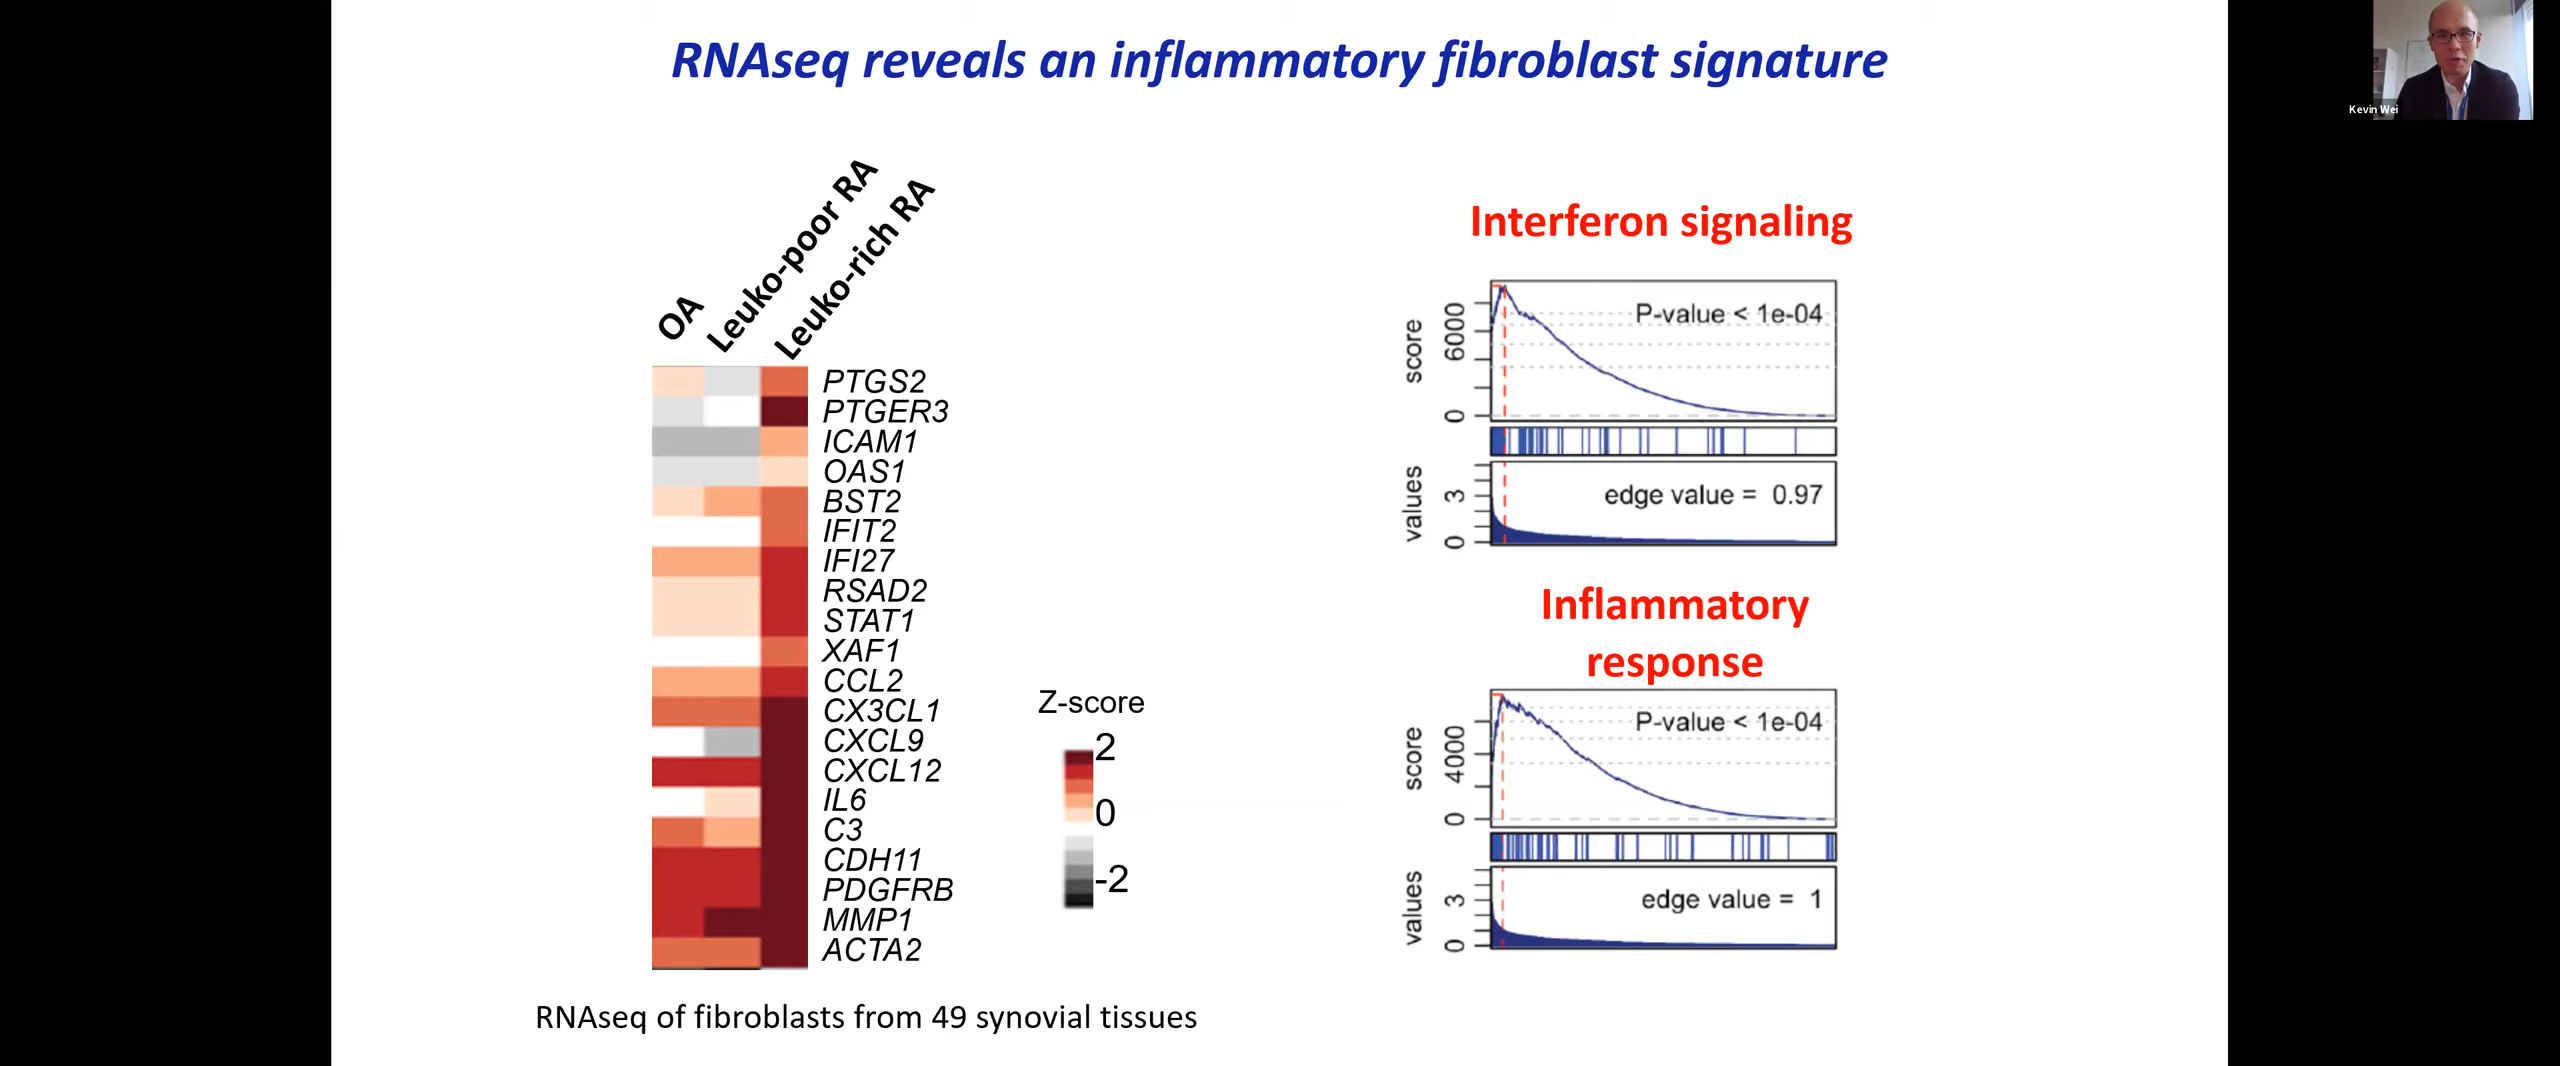 RNAseq reveals an inflammatory fibroblast signature
Kevin Wei
OA
Leuko-poor RA
Leuko-rich RA
PTGS2
PTGER3
ICAM1
OAS1
BST2
IFIT2
IFI27
RSAD2
STAT1
XAF1
CCL2
CX3CL1
CXCL9
CXCL12
IL6
C3
CDH11
PDGFRB
MMP1
ACTA2
Z-score
2
0
-2
RNAseq of fibroblasts from 49 synovial tissues
Interferon signaling
P-value < 1e-04
score
6000
0
edge value = 0.97
values
3
0
Inflammatory
response
P-value < 1e-04
score
4000
0
edge value = 1
values
3
0